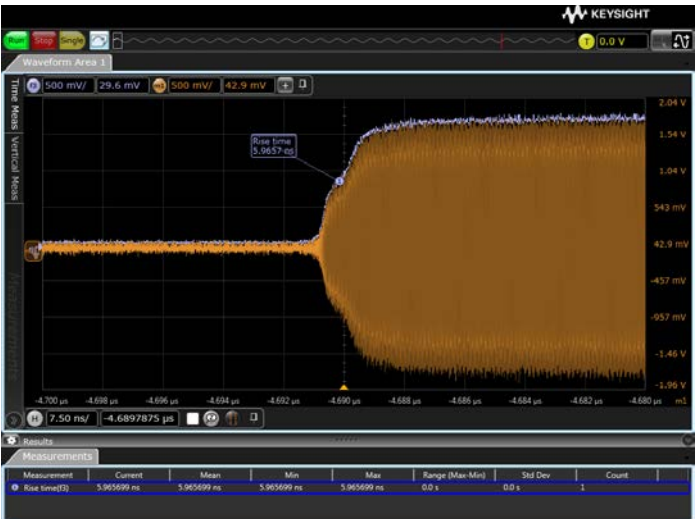 KEYSIGHT
Run Stop Single T 0.0 V
Waveform Area 1
f3 500 mV/ 29.6 mV m1 500 mV/ 42.9 mV +
Time Meas
Vertical Meas
Measurements
Rise time
5.9657 ns
2.04 V
1.54 V
1.04 V
543 mV
42.9 mV
-457 mV
-957 mV
-1.46 V
-1.96 V
-4.700 µs -4.698 µs -4.696 µs -4.694 µs -4.692 µs -4.690 µs -4.688 µs -4.686 µs -4.684 µs -4.682 µs -4.680 µs m1
H 7.50 ns/ -4.6897875 µs
Results
Measurements
Measurement Current Mean Min Max Range (Max-Min) Std Dev Count
Rise time(f3) 5.965699 ns 5.965699 ns 5.965699 ns 5.965699 ns 0.0 s 0.0 s 1